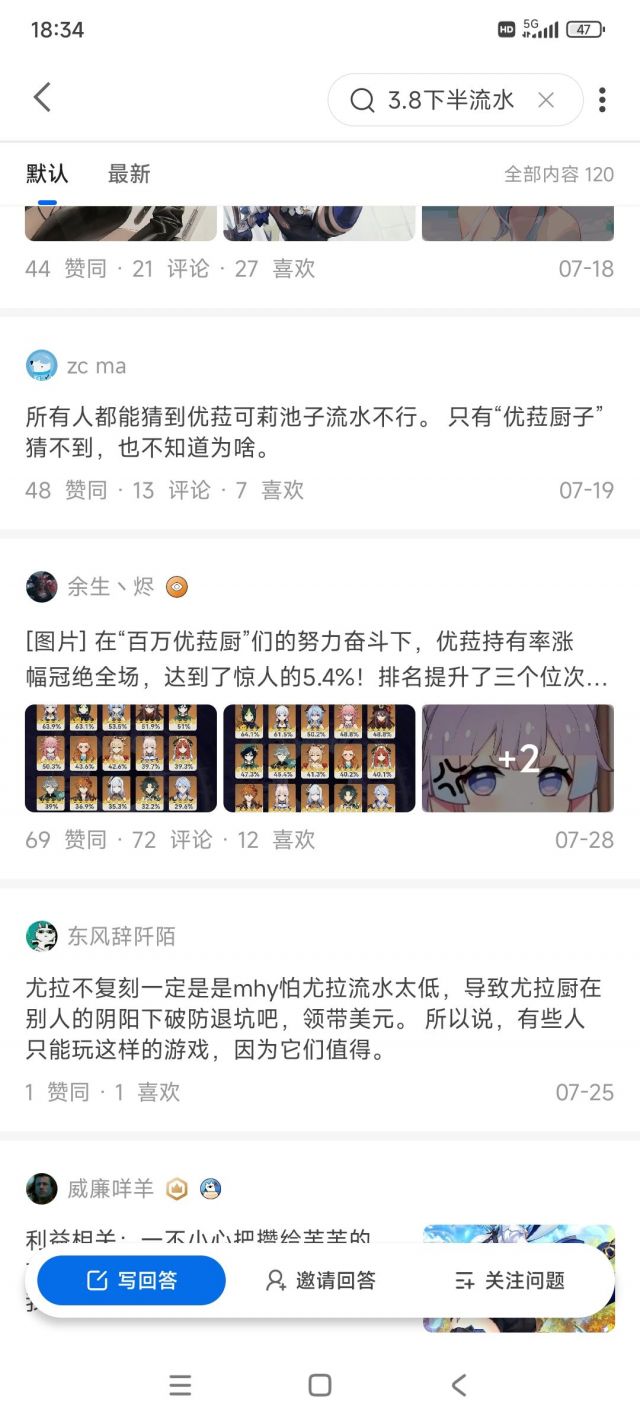 18:34
HD 5G 47
3.8下半流水
默认 最新 全部内容 120
44 赞同 · 21 评论 · 27 喜欢 07-18
zc ma
所有人都能猜到优菈可莉池子流水不行。 只有“优菈厨子”
猜不到，也不知道为啥。
48 赞同 · 13 评论 · 7 喜欢 07-19
余生丶烬
[图片] 在“百万优菈厨”们的努力奋斗下，优菈持有率涨
幅冠绝全场，达到了惊人的5.4%！排名提升了三个位次...
63.9% 63.1% 53.5% 51.9% 51%
50.3% 43.6% 42.6% 39.7% 39.3%
39% 36.9% 35.3% 32.2% 29.6%
64.1% 61.5% 50.2% 48.8% 48.8%
47.3% 45.4% 41.3% 40.2% 40.1%
+2
69 赞同 · 72 评论 · 12 喜欢 07-28
东风辞阡陌
尤拉不复刻一定是是mhy怕尤拉流水太低，导致尤拉厨在
别人的阴阳下破防退坑吧，领带美元。 所以说，有些人
只能玩这样的游戏，因为它们值得。
1 赞同 · 1 喜欢 07-25
威廉咩羊
利益相关：一不小心把攒给芙芙的
写回答 邀请回答 关注问题